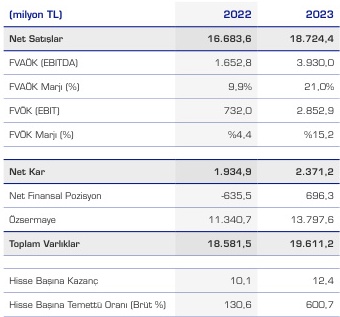 (milyon TL) 2022 2023
Net Satışlar 16.683,6 18.724,4
FVAÖK (EBITDA) 1.652,8 3.930,0
FVAÖK Marjı (%) 9,9% 21,0%
FVÖK (EBIT) 732,0 2.852,9
FVÖK Marjı (%) %4,4 %15,2
Net Kar 1.934,9 2.371,2
Net Finansal Pozisyon -635,5 696,3
Özsermaye 11.340,7 13.797,6
Toplam Varlıklar 18.581,5 19.611,2
Hisse Başına Kazanç 10,1 12,4
Hisse Başına Temettü Oranı (Brüt %) 130,6 600,7